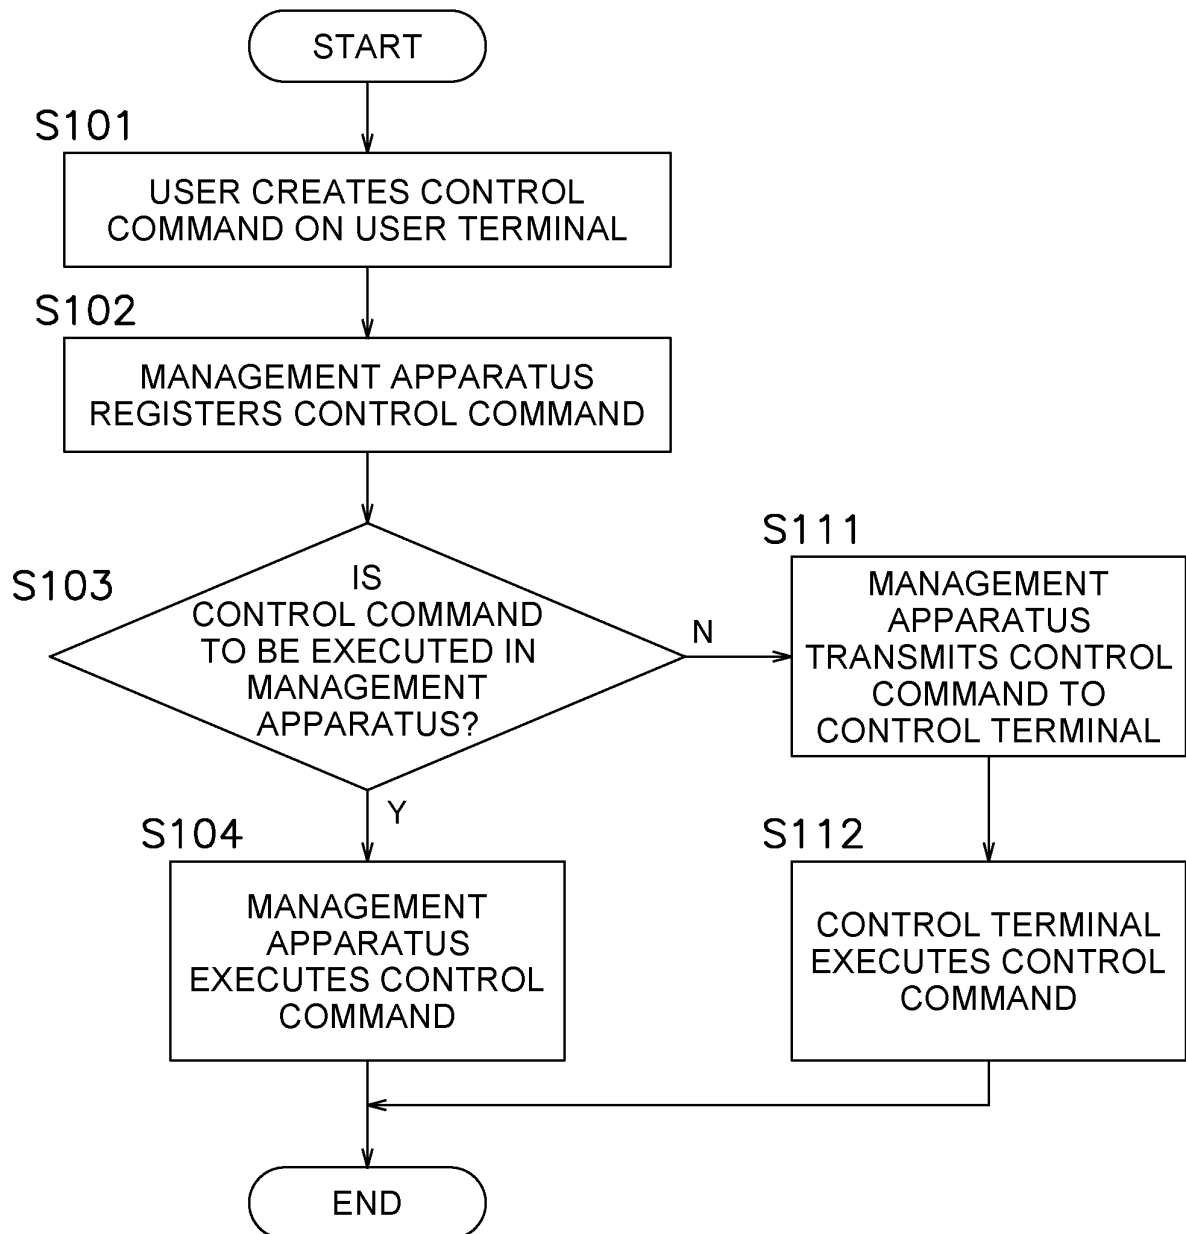 START
S101
USER CREATES CONTROL
COMMAND ON USER TERMINAL
S102
MANAGEMENT APPARATUS
REGISTERS CONTROL COMMAND
S103
IS
CONTROL COMMAND
TO BE EXECUTED IN
MANAGEMENT
APPARATUS?
N
S111
MANAGEMENT
APPARATUS
TRANSMITS CONTROL
COMMAND TO
CONTROL TERMINAL
Y
S104
MANAGEMENT
APPARATUS
EXECUTES CONTROL
COMMAND
S112
CONTROL TERMINAL
EXECUTES CONTROL
COMMAND
END